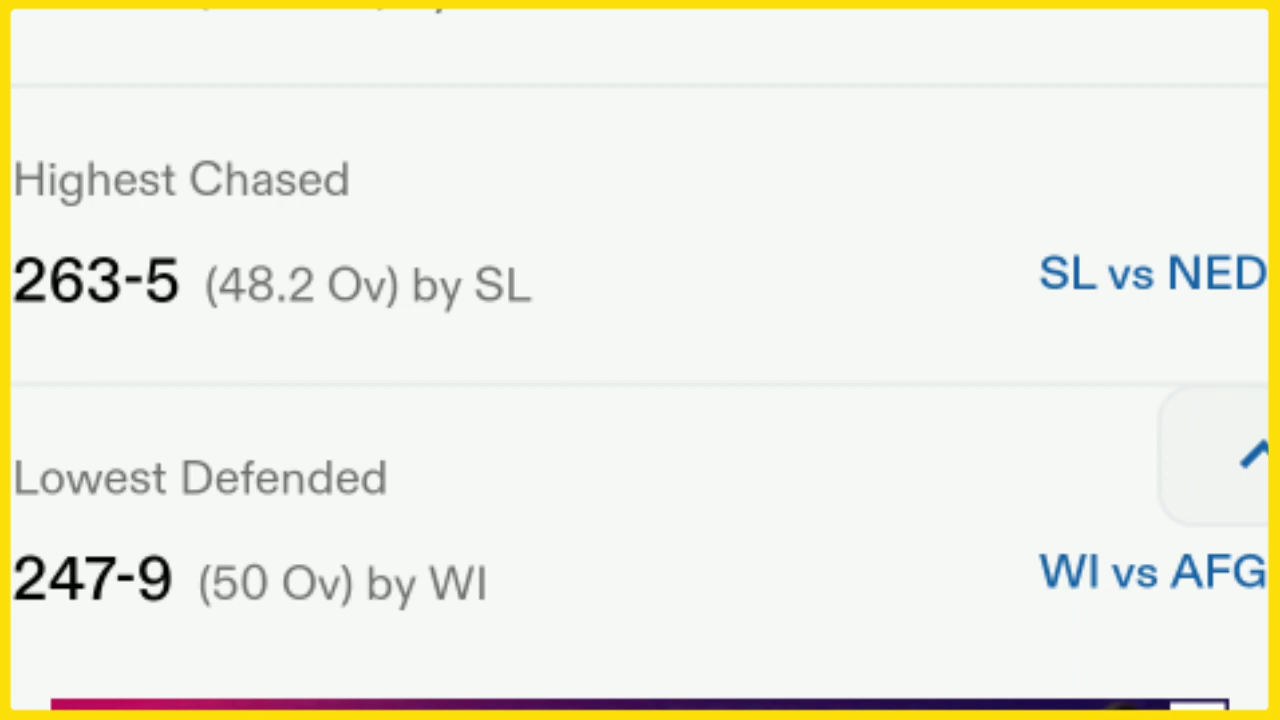 Highest Chased
263-5 (48.2 Ov) by SL SL vs NED
Lowest Defended
247-9 (50 Ov) by WI WI vs AFG